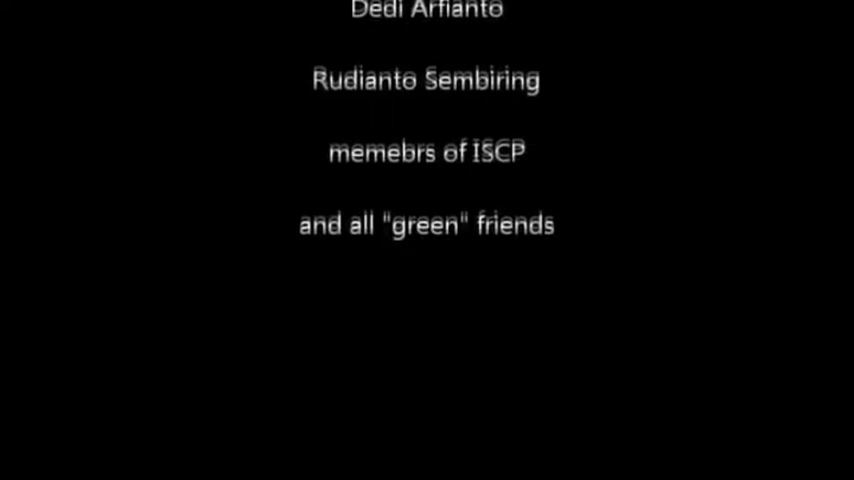 Dedi Arfianto
Rudianto Sembiring
memebrs of ISCP
and all "green" friends